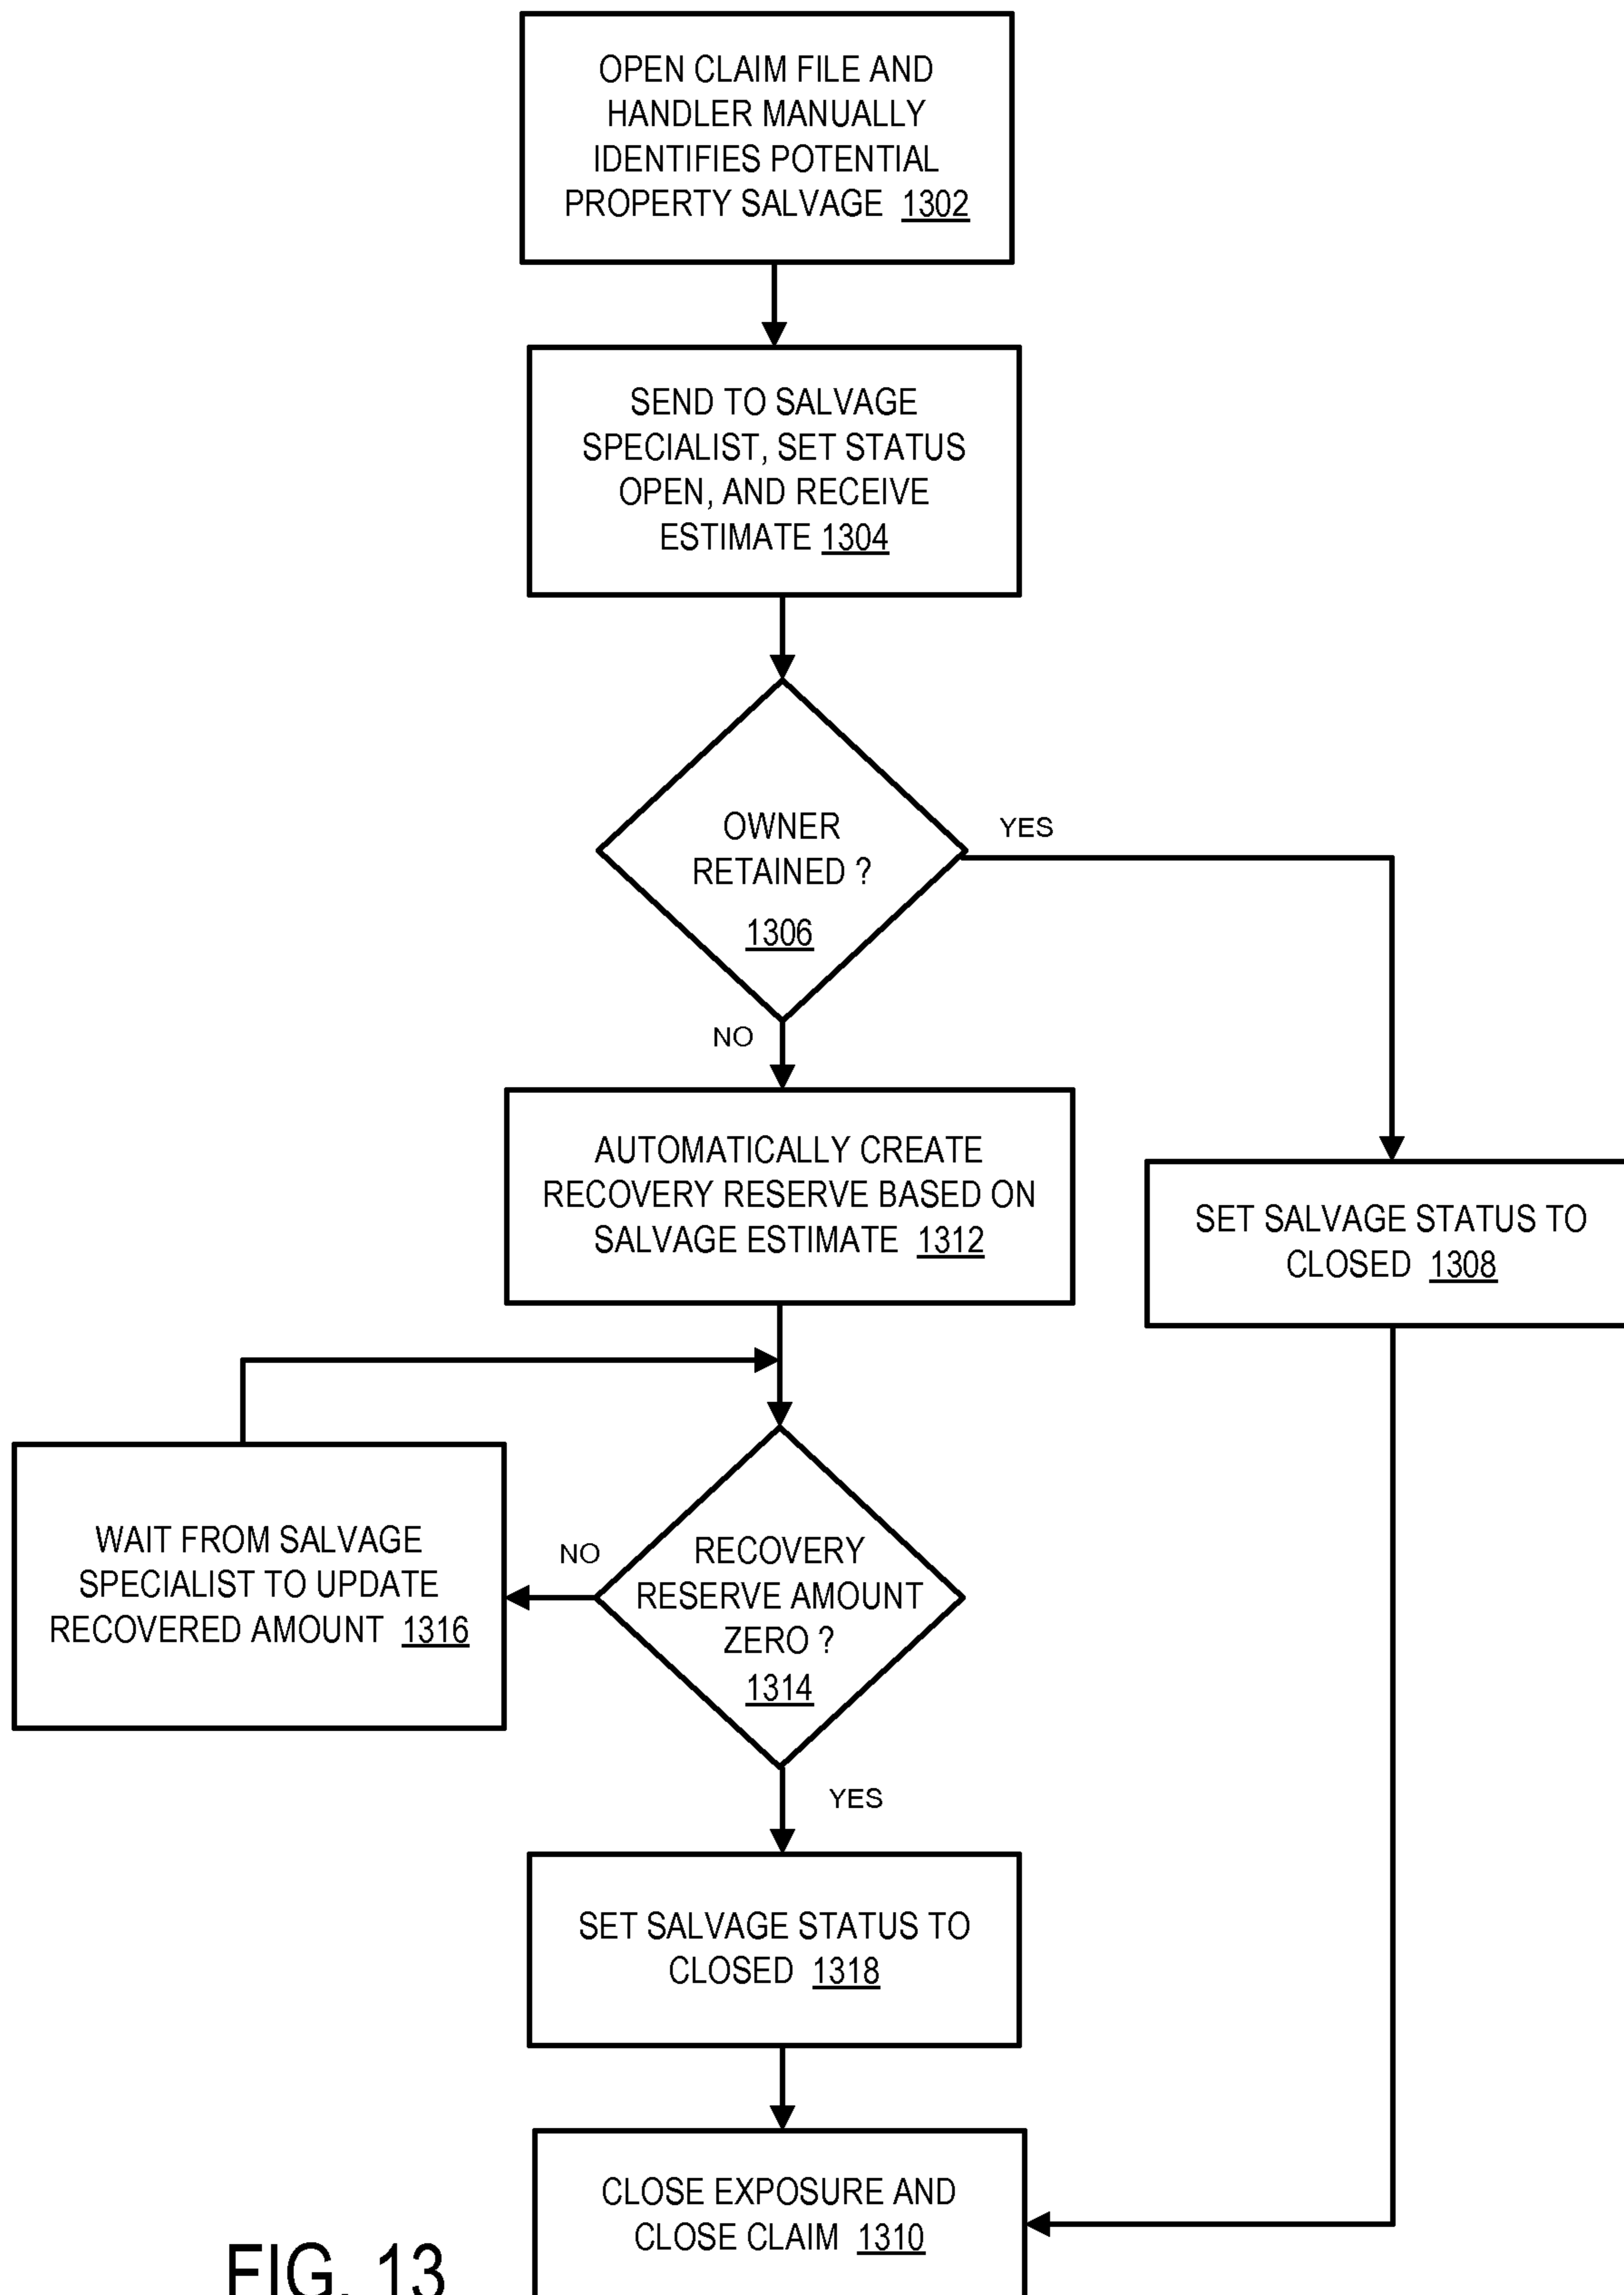 OPEN CLAIM FILE AND
HANDLER MANUALLY
IDENTIFIES POTENTIAL
PROPERTY SALVAGE 1302
SEND TO SALVAGE
SPECIALIST, SET STATUS
OPEN, AND RECEIVE
ESTIMATE 1304
OWNER
RETAINED ?
1306
YES
NO
AUTOMATICALLY CREATE
RECOVERY RESERVE BASED ON
SALVAGE ESTIMATE 1312
SET SALVAGE STATUS TO
CLOSED 1308
WAIT FROM SALVAGE
SPECIALIST TO UPDATE
RECOVERED AMOUNT 1316
NO
RECOVERY
RESERVE AMOUNT
ZERO ?
1314
YES
SET SALVAGE STATUS TO
CLOSED 1318
CLOSE EXPOSURE AND
CLOSE CLAIM 1310
FIG. 13